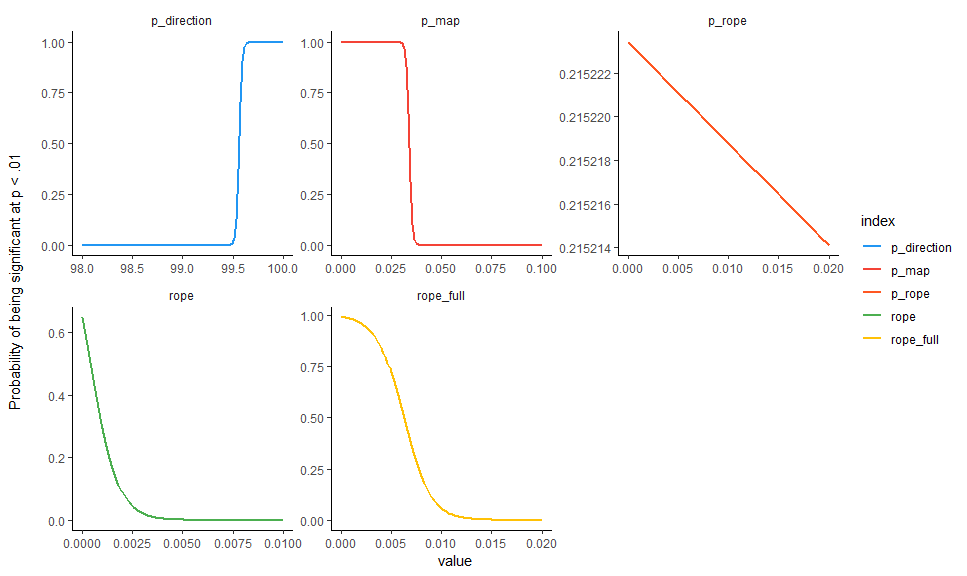 p_direction
p_map
p_rope
1.00
0.75
0.50
0.25
0.00
98.0 98.5 99.0 99.5 100.0
1.00
0.75
0.50
0.25
0.00
0.000 0.025 0.050 0.075 0.100
0.215222
0.215220
0.215218
0.215216
0.215214
0.000 0.005 0.010 0.015 0.020
rope
rope_full
0.6
0.4
0.2
0.0
0.0000 0.0025 0.0050 0.0075 0.0100
1.00
0.75
0.50
0.25
0.00
0.000 0.005 0.010 0.015 0.020
value
Probability of being significant at p < .01
index
p_direction
p_map
p_rope
rope
rope_full